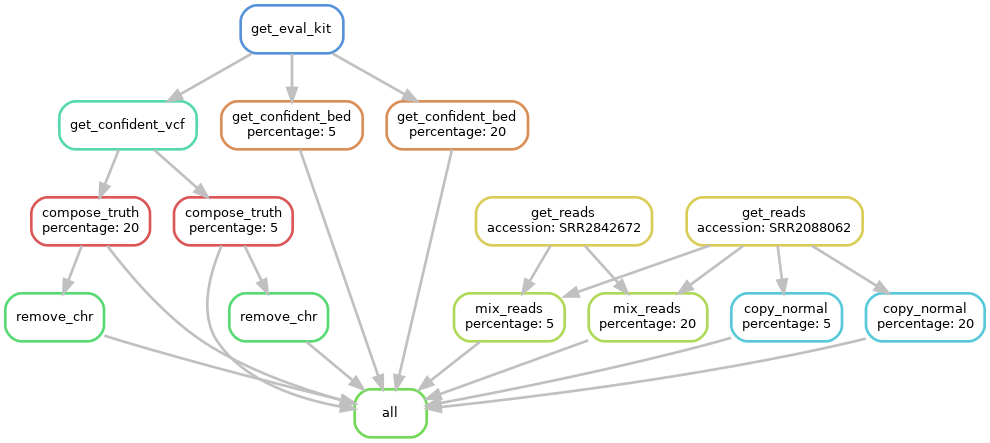 get_eval_kit
get_confident_vcf
get_confident_bed
percentage: 5
get_confident_bed
percentage: 20
compose_truth
percentage: 20
compose_truth
percentage: 5
get_reads
accession: SRR2842672
get_reads
accession: SRR2088062
remove_chr
remove_chr
mix_reads
percentage: 5
mix_reads
percentage: 20
copy_normal
percentage: 5
copy_normal
percentage: 20
all